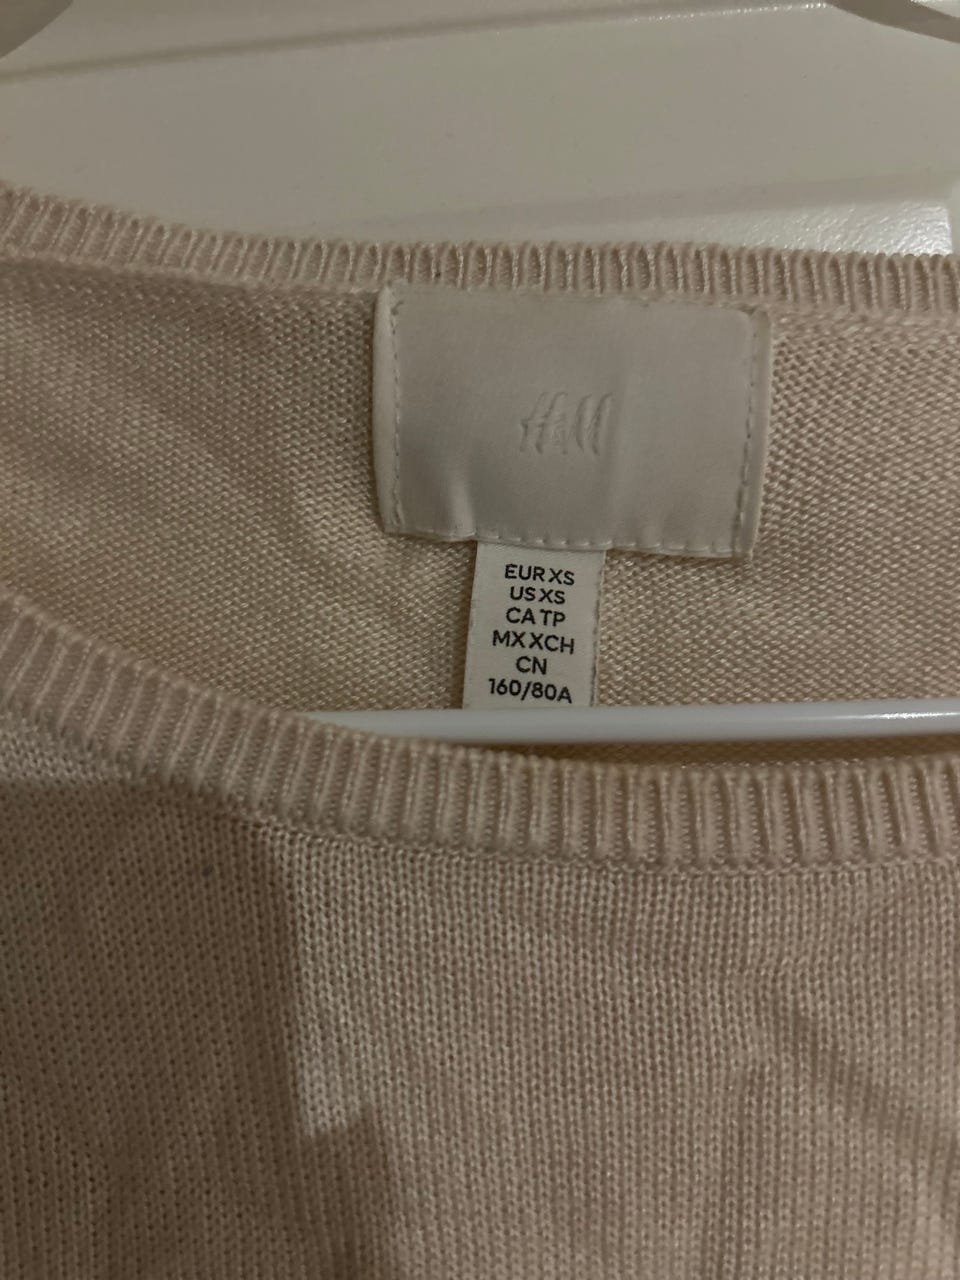 H&M
EUR XS
US XS
CA TP
MX XCH
CN
160/80A